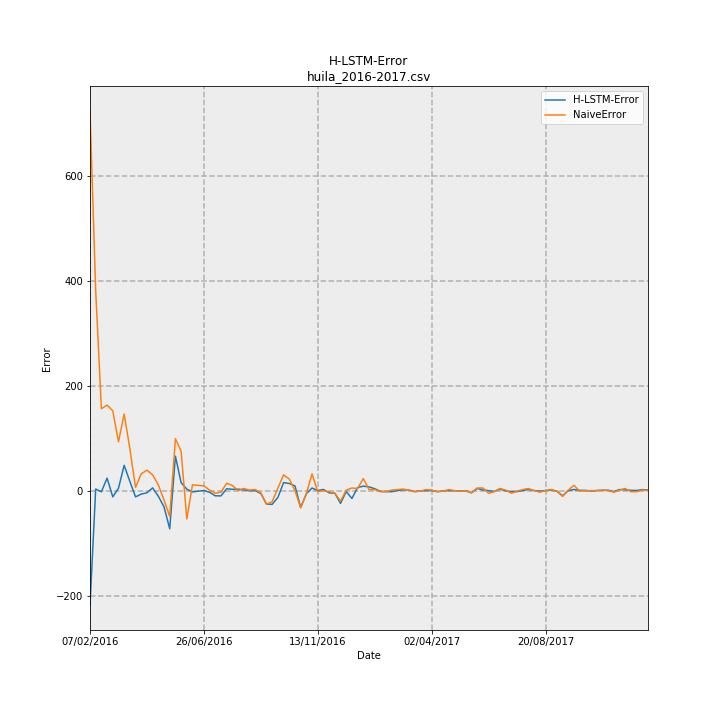 H-LSTM-Error
huila_2016-2017.csv
H-LSTM-Error
NaiveError
600
400
200
0
−200
Error
07/02/2016
26/06/2016
13/11/2016
02/04/2017
20/08/2017
Date